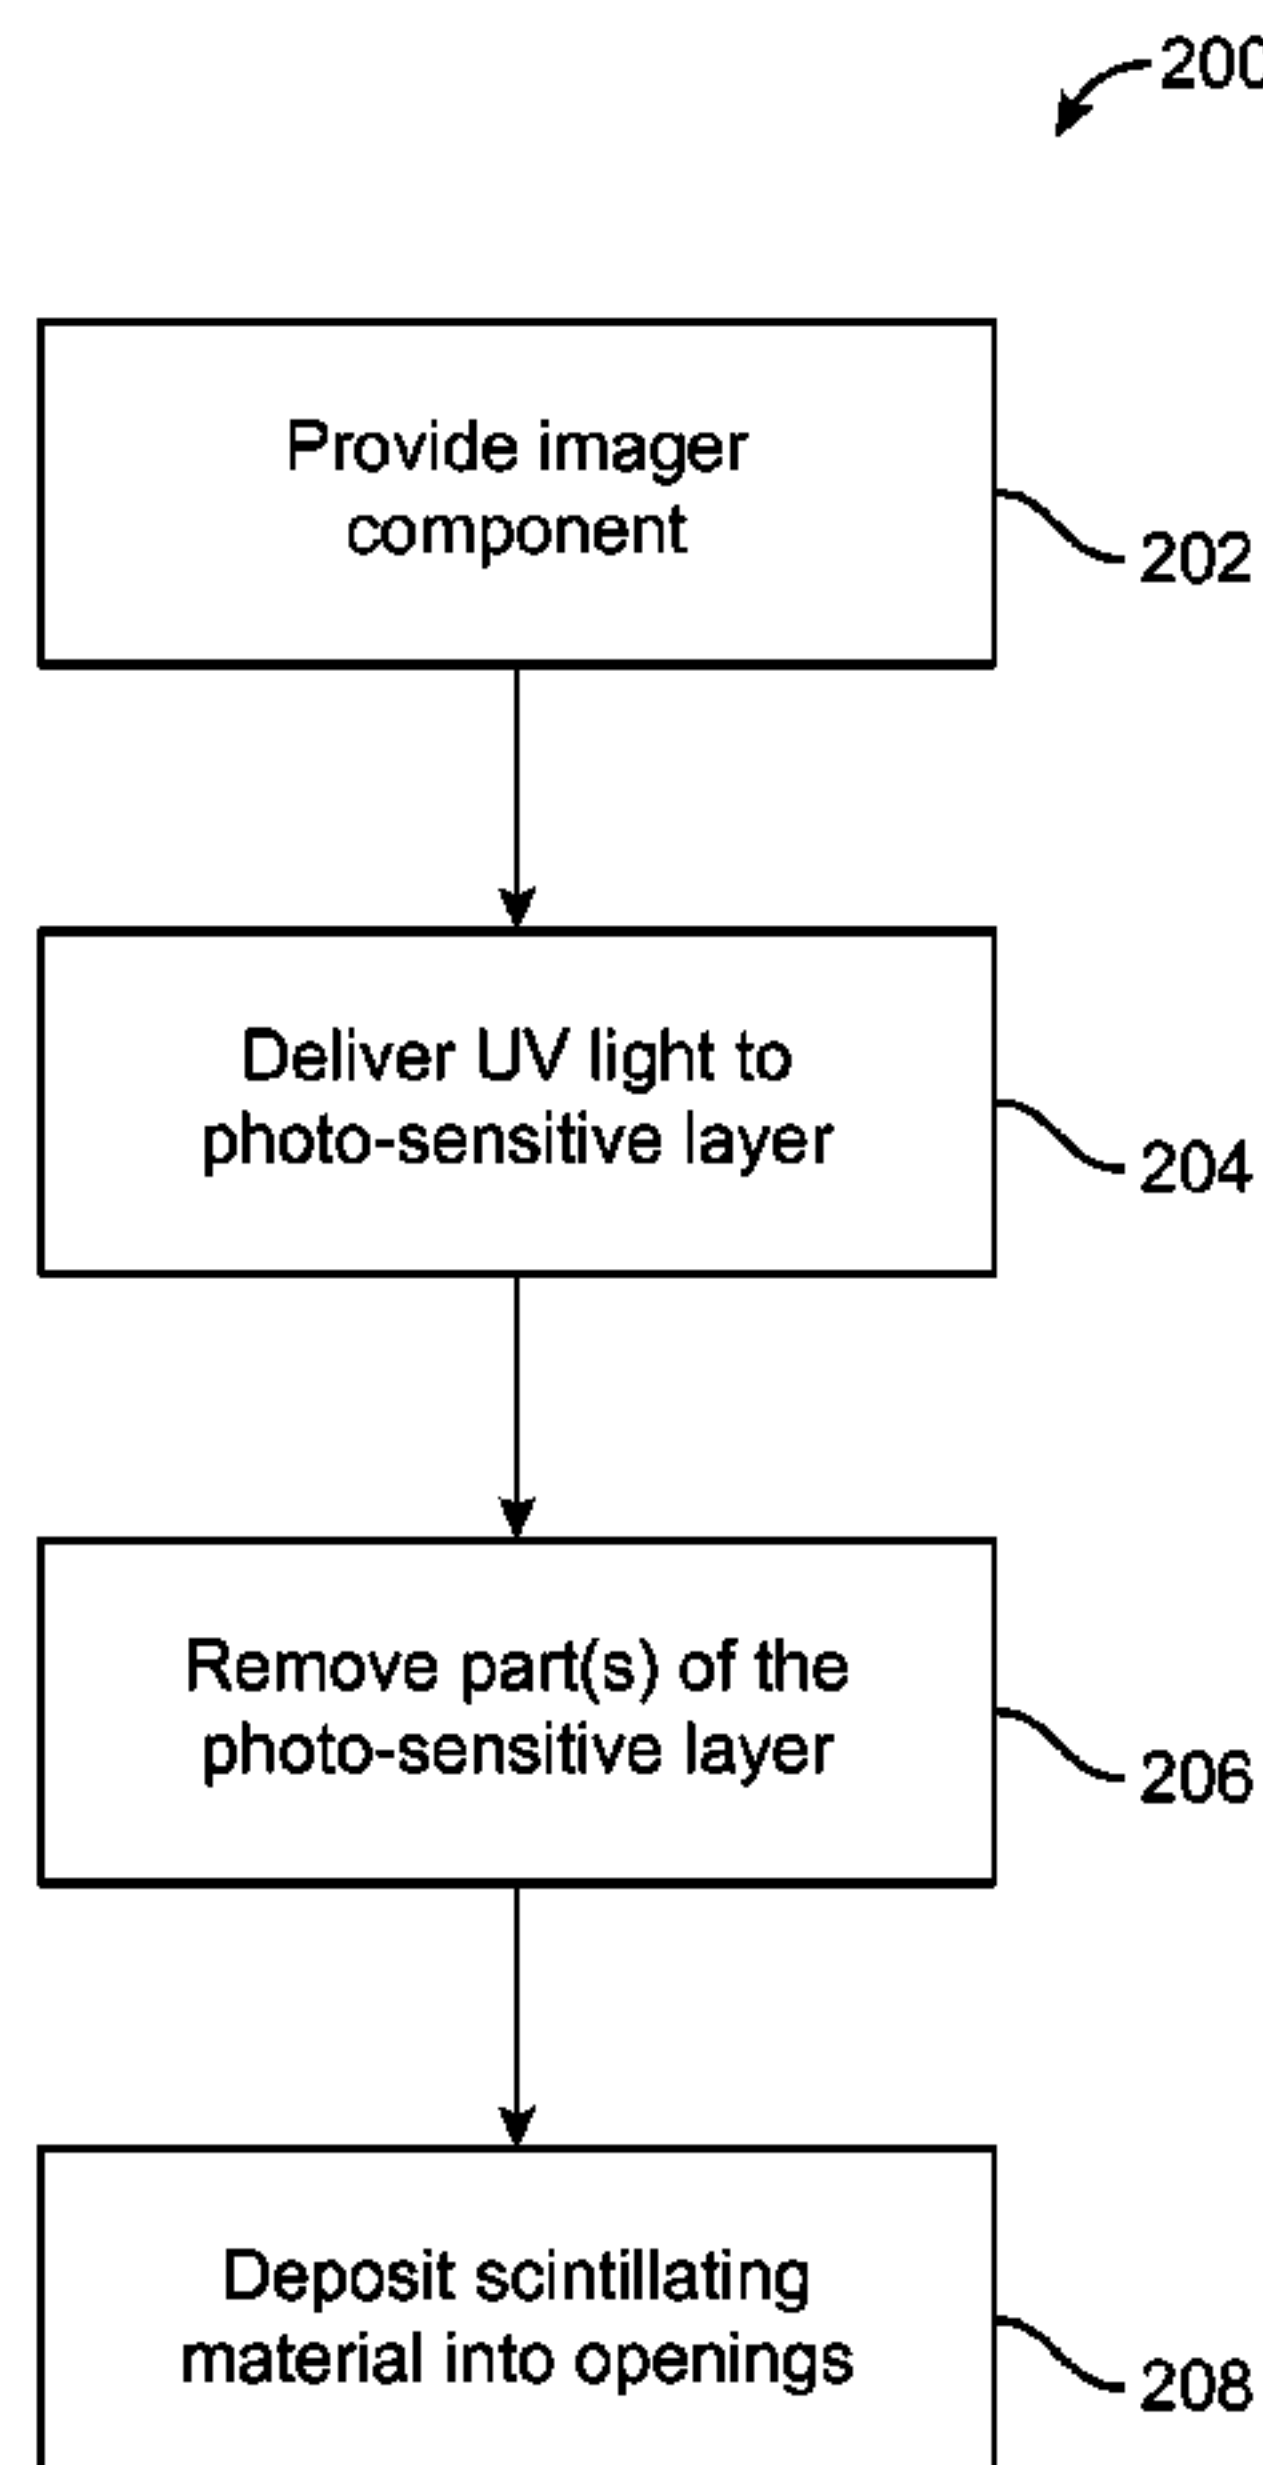 200
Provide imager
component
202
Deliver UV light to
photo-sensitive layer
204
Remove part(s) of the
photo-sensitive layer
206
Deposit scintillating
material into openings
208